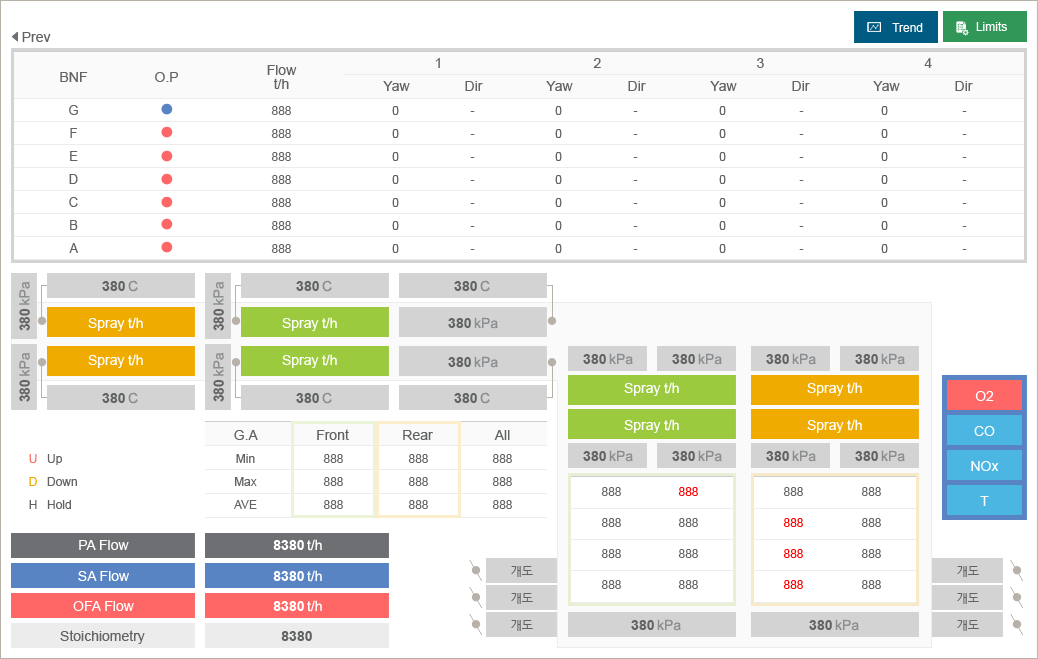 Prev
Trend
Limits
BNF O.P Flow t/h 1 2 3 4
Yaw Dir Yaw Dir Yaw Dir Yaw Dir
G 888 0 - 0 - 0 - 0 -
F 888 0 - 0 - 0 - 0 -
E 888 0 - 0 - 0 - 0 -
D 888 0 - 0 - 0 - 0 -
C 888 0 - 0 - 0 - 0 -
B 888 0 - 0 - 0 - 0 -
A 888 0 - 0 - 0 - 0 -
380 kPa 380 C 380 kPa 380 C 380 C
Spray t/h Spray t/h 380 kPa
380 kPa Spray t/h 380 kPa Spray t/h 380 kPa
380 C 380 C 380 C
380 kPa 380 kPa 380 kPa 380 kPa
Spray t/h Spray t/h
Spray t/h Spray t/h
380 kPa 380 kPa 380 kPa 380 kPa
O2
CO
NOx
T
U Up
D Down
H Hold
G.A Front Rear All
Min 888 888 888
Max 888 888 888
AVE 888 888 888
888 888 888 888
888 888 888 888
888 888 888 888
888 888 888 888
PA Flow 8380 t/h
SA Flow 8380 t/h
OFA Flow 8380 t/h
Stoichiometry 8380
개도 개도
개도 개도
개도 380 kPa 380 kPa 개도